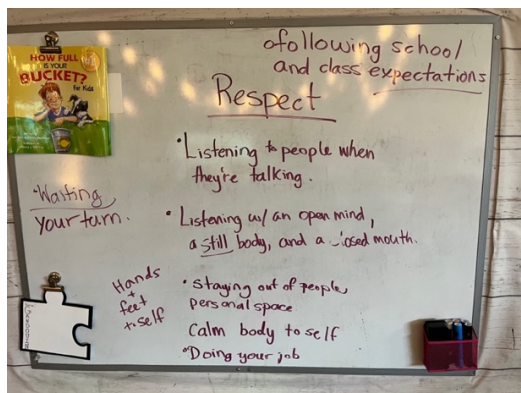 HOW FULL
IS YOUR
BUCKET?
For Kids
• following school
and class expectations
Respect
• Listening to people when
they're talking.
• Waiting
your turn.
• Listening w/ an open mind,
a still body, and a closed mouth.
Hands
+
feet
to self
• Staying out of people
personal space
Calm body to self
• Doing your job